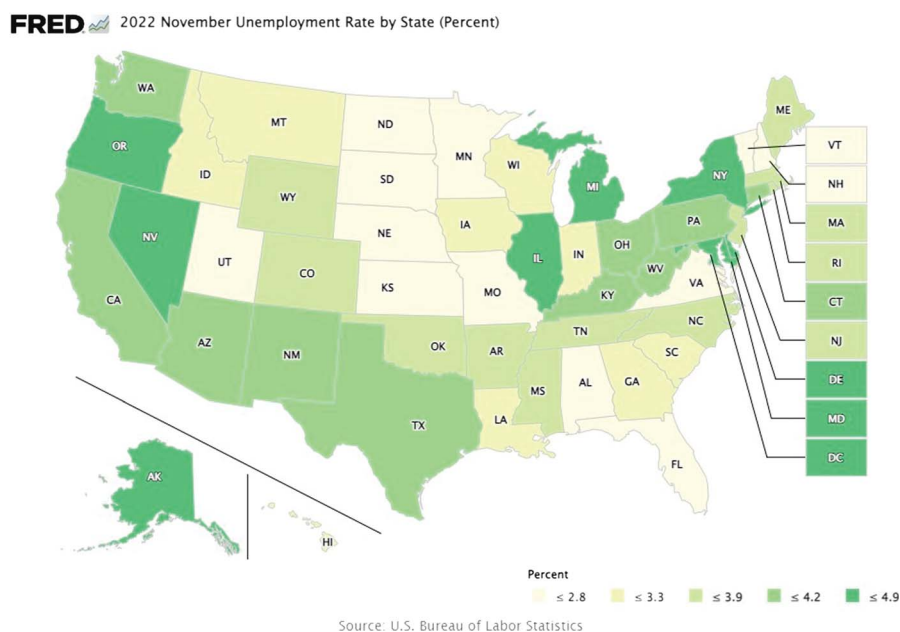 FRED 2022 November Unemployment Rate by State (Percent)
WA
MT
ND
MN
ME
OR
ID
SD
WI
VT
NY
MI
NH
WY
IA
NE
PA
MA
NV
UT
CO
KS
MO
IL
IN
OH
WV
VA
RI
CA
KY
CT
AZ
NM
OK
AR
TN
NC
NJ
SC
MS
AL
GA
DE
TX
LA
MD
FL
DC
AK
HI
Percent
≤ 2.8 ≤ 3.3 ≤ 3.9 ≤ 4.2 ≤ 4.9
Source: U.S. Bureau of Labor Statistics